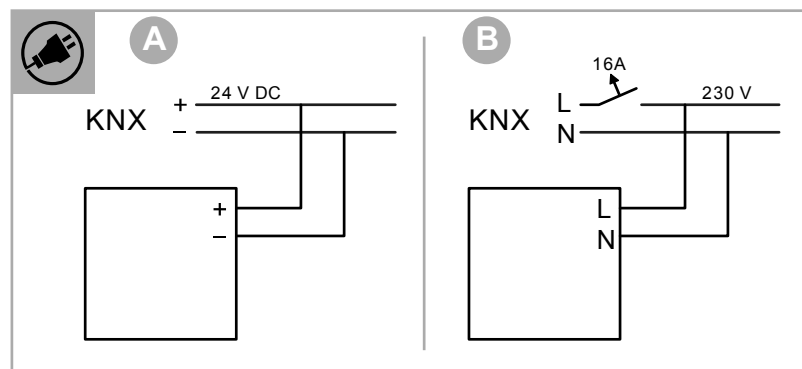 A
+ 24 V DC
KNX
–
+
–
B
16A
L 230 V
KNX
N
L
N